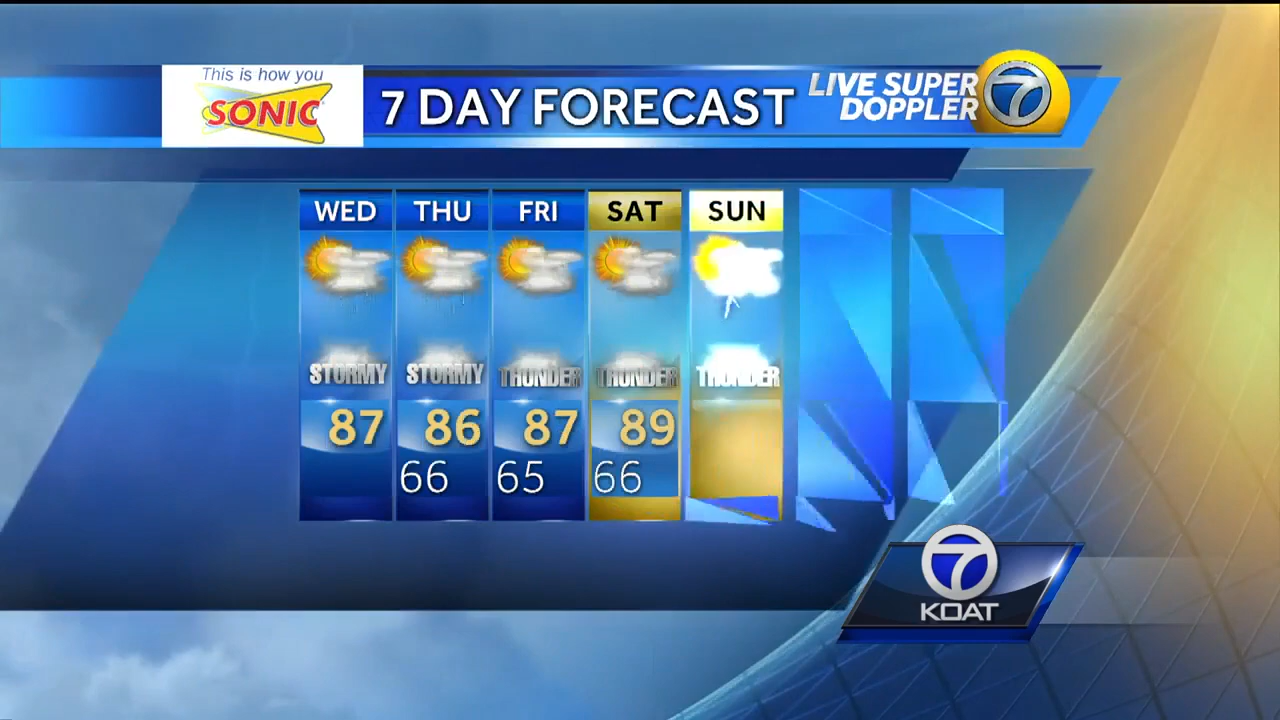 This is how you
SONIC
7 DAY FORECAST
LIVE SUPER
DOPPLER
7
WED THU FRI SAT SUN
STORMY STORMY THUNDER THUNDER THUNDER
87 86 87 89
66 65 66
7
KOAT